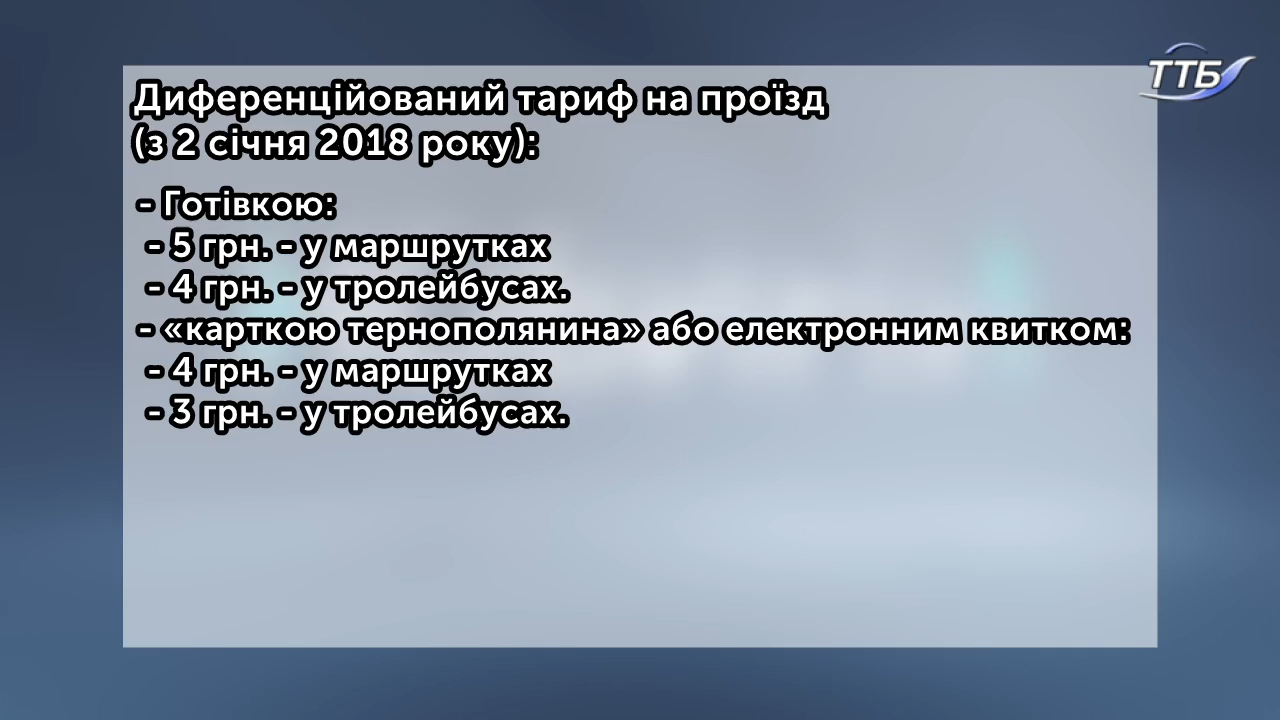 ТТБ
Диференційований тариф на проїзд
(з 2 січня 2018 року):
- Готівкою:
- 5 грн. - у маршрутках
- 4 грн. - у тролейбусах.
- «карткою тернополянина» або електронним квитком:
- 4 грн. - у маршрутках
- 3 грн. - у тролейбусах.